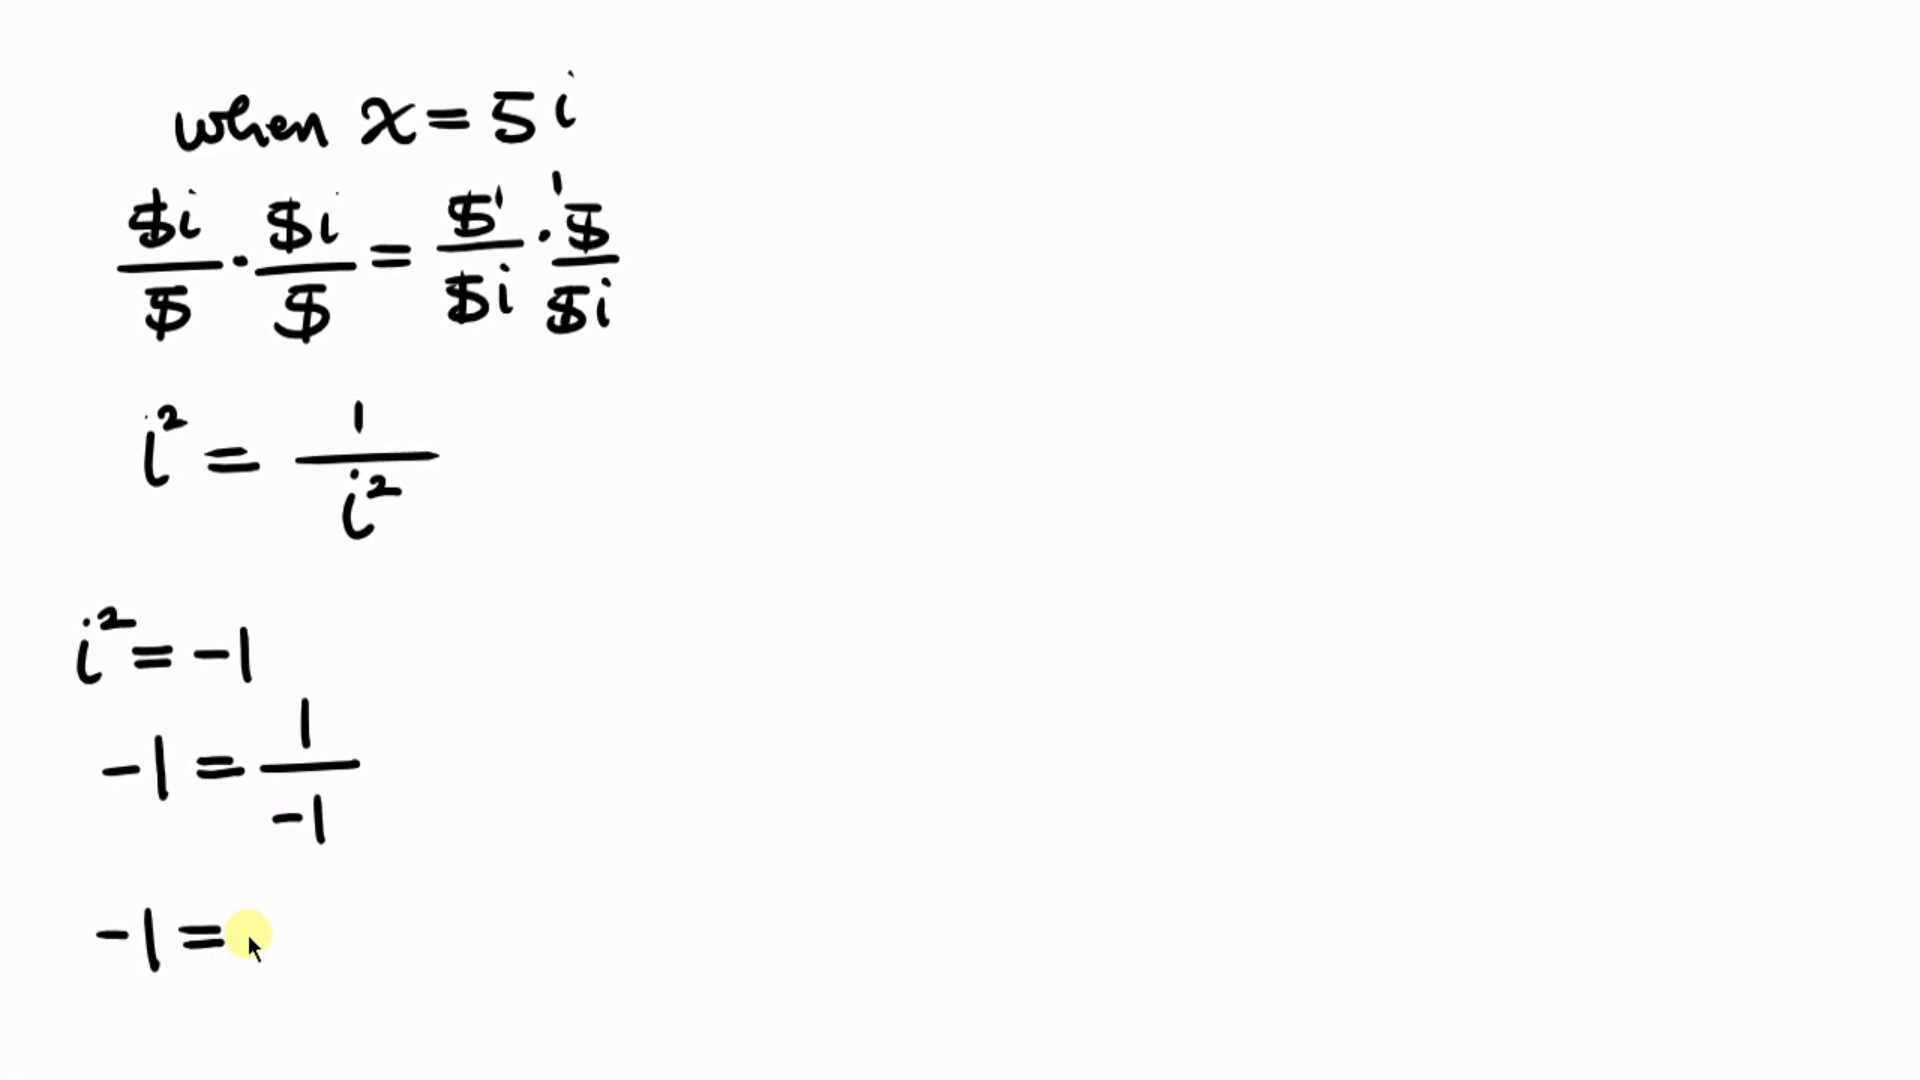 when x = 5i
5i/5 · 5i/5 = 5/5i · 5/5i
i² = 1/i²
i² = -1
-1 = 1/-1
-1 =